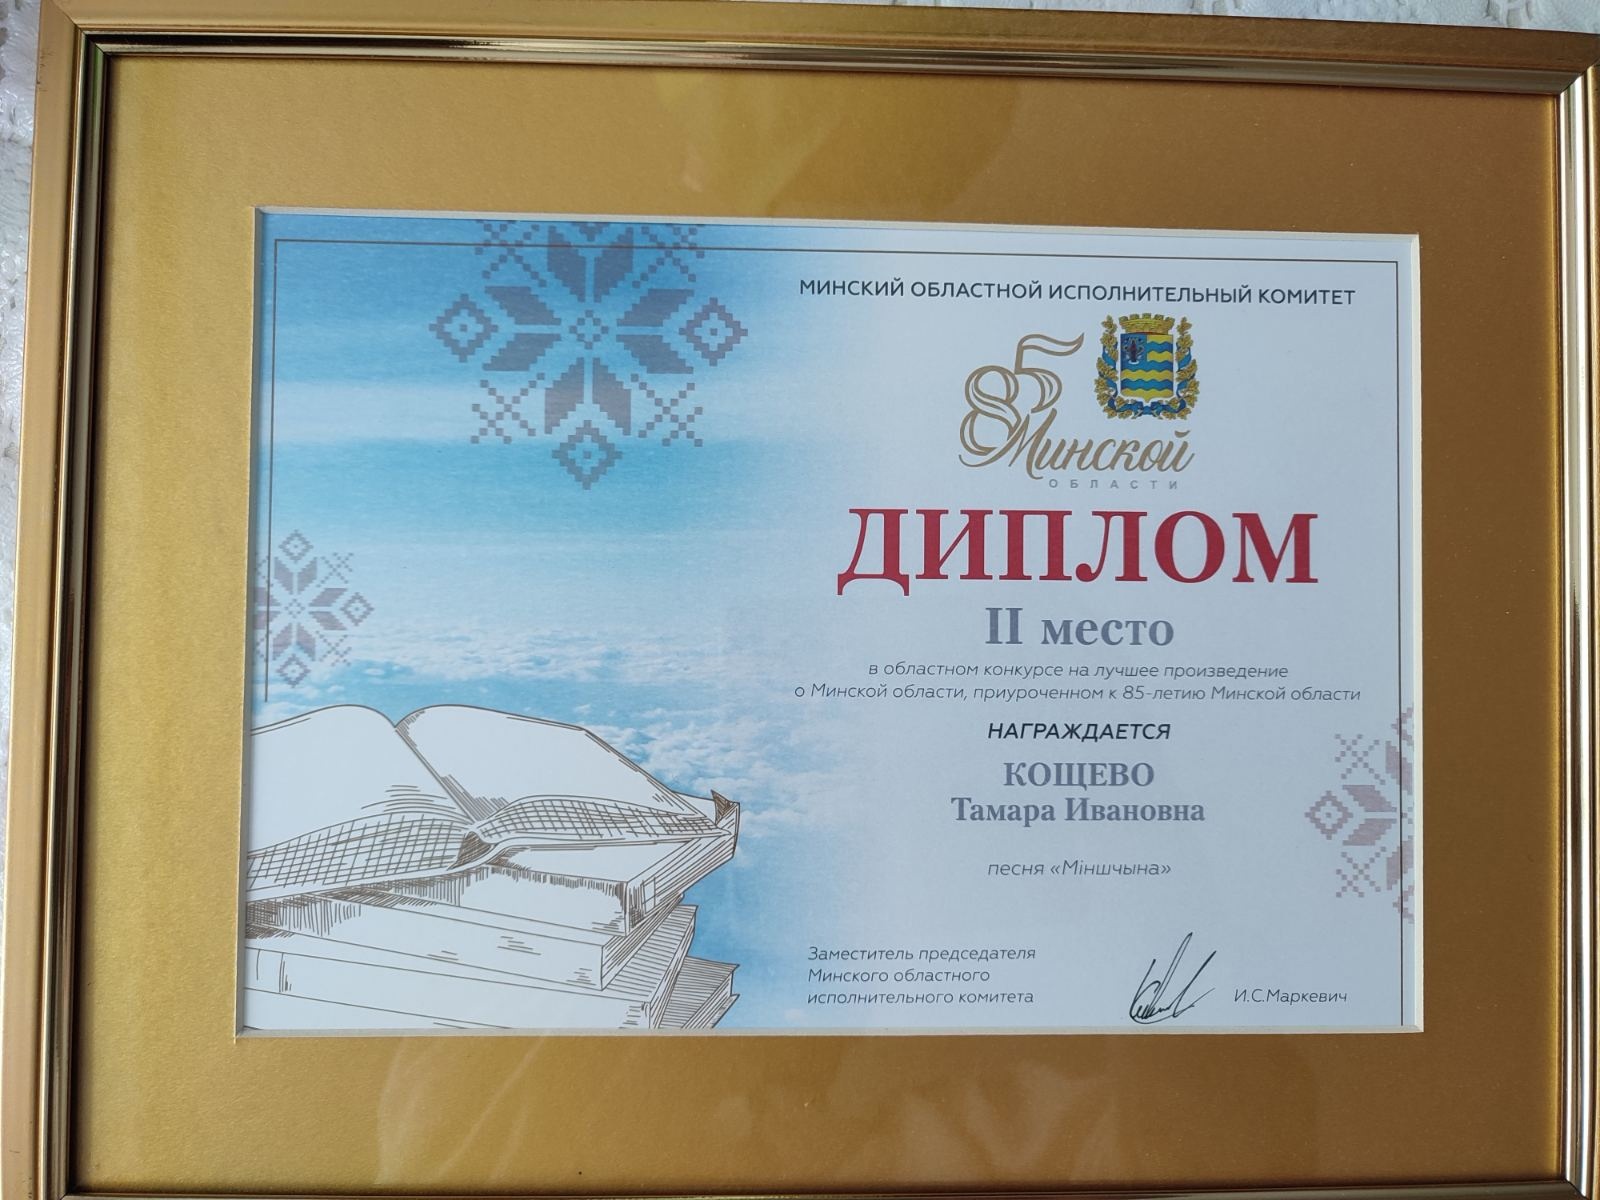 МИНСКИЙ ОБЛАСТНОЙ ИСПОЛНИТЕЛЬНЫЙ КОМИТЕТ
85
Минской
ОБЛАСТИ
ДИПЛОМ
II место
в областном конкурсе на лучшее произведение
о Минской области, приуроченном к 85-летию Минской области
НАГРАЖДАЕТСЯ
КОЩЕВО
Тамара Ивановна
песня «Міншчына»
Заместитель председателя
Минского областного
исполнительного комитета
И.С.Маркевич